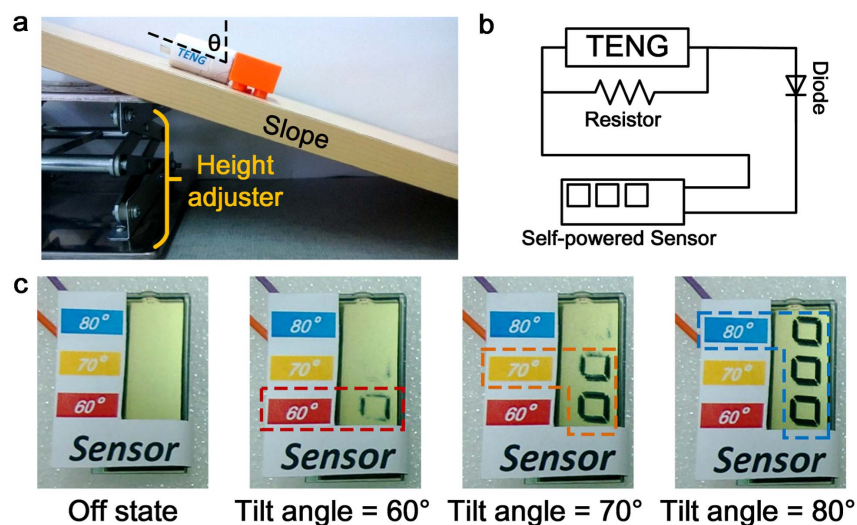 a
θ
TENG
Slope
Height
adjuster
b
TENG
Resistor
Diode
Self-powered Sensor
c
80°
70°
60°
Sensor
Off state
80°
70°
60°
Sensor
Tilt angle = 60°
80°
70°
60°
Sensor
Tilt angle = 70°
80°
70°
60°
Sensor
Tilt angle = 80°